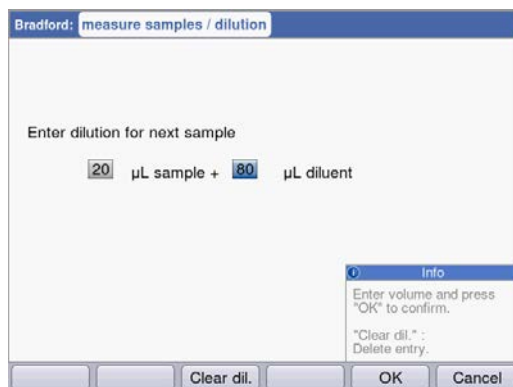 Bradford: measure samples / dilution
Enter dilution for next sample
20 µL sample + 80 µL diluent
Info
Enter volume and press
"OK" to confirm.
"Clear dil." :
Delete entry.
Clear dil. OK Cancel